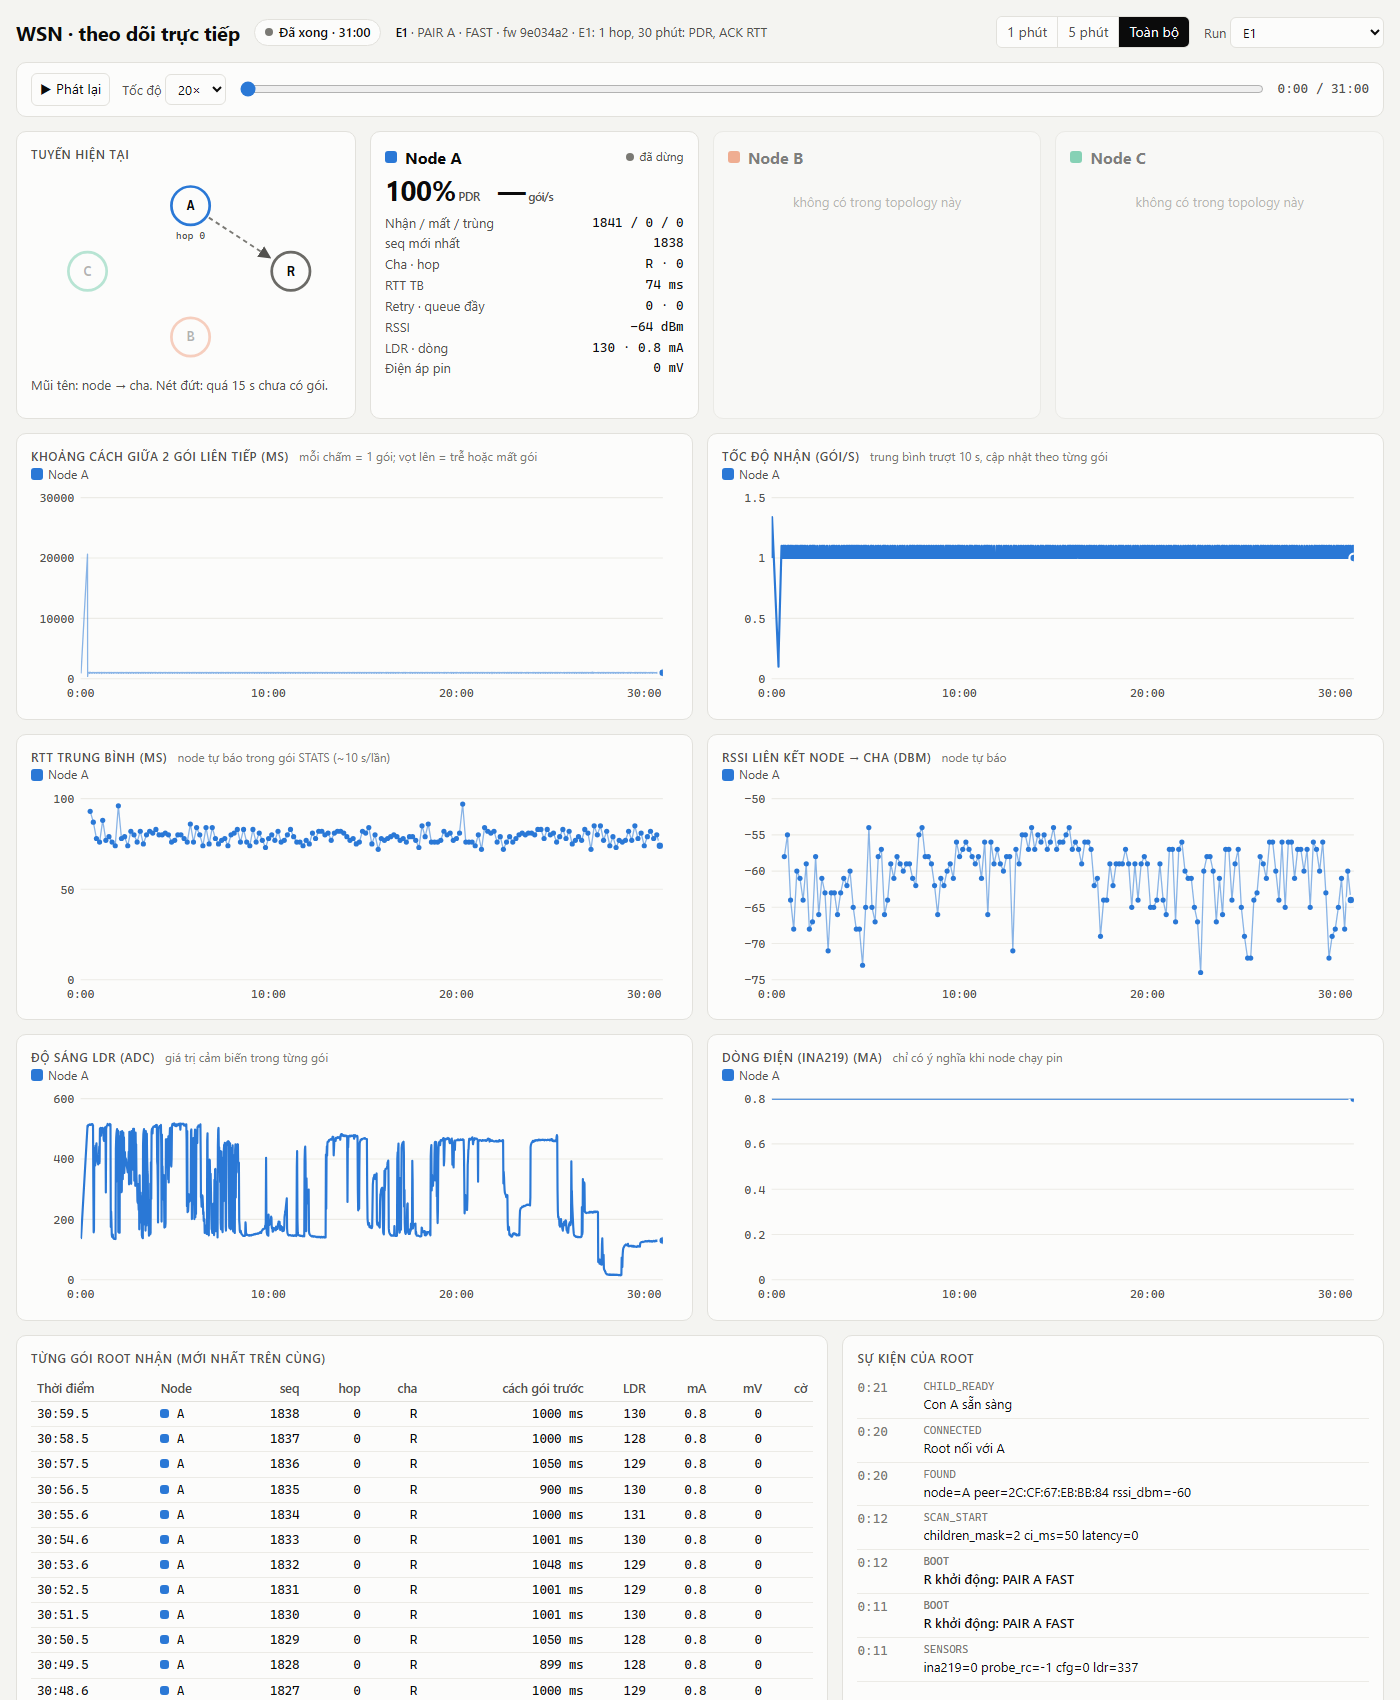 WSN · theo dõi trực tiếp
Đã xong · 31:00
E1 · PAIR A · FAST · fw 9e034a2 · E1: 1 hop, 30 phút: PDR, ACK RTT
1 phút
5 phút
Toàn bộ
Run
E1
▶ Phát lại
Tốc độ
20×
0:00 / 31:00
TUYẾN HIỆN TẠI
A
hop 0
C
R
B
Mũi tên: node → cha. Nét đứt: quá 15 s chưa có gói.
Node A
đã dừng
100% PDR — gói/s
Nhận / mất / trùng 1841 / 0 / 0
seq mới nhất 1838
Cha · hop R · 0
RTT TB 74 ms
Retry · queue đầy 0 · 0
RSSI −64 dBm
LDR · dòng 130 · 0.8 mA
Điện áp pin 0 mV
Node B
không có trong topology này
Node C
không có trong topology này
KHOẢNG CÁCH GIỮA 2 GÓI LIÊN TIẾP (MS) mỗi chấm = 1 gói; vọt lên = trễ hoặc mất gói
Node A
30000
20000
10000
0
0:00 10:00 20:00 30:00
TỐC ĐỘ NHẬN (GÓI/S) trung bình trượt 10 s, cập nhật theo từng gói
Node A
1.5
1
0.5
0
0:00 10:00 20:00 30:00
RTT TRUNG BÌNH (MS) node tự báo trong gói STATS (~10 s/lần)
Node A
100
50
0
0:00 10:00 20:00 30:00
RSSI LIÊN KẾT NODE → CHA (DBM) node tự báo
Node A
−50
−55
−60
−65
−70
−75
0:00 10:00 20:00 30:00
ĐỘ SÁNG LDR (ADC) giá trị cảm biến trong từng gói
Node A
600
400
200
0
0:00 10:00 20:00 30:00
DÒNG ĐIỆN (INA219) (MA) chỉ có ý nghĩa khi node chạy pin
Node A
0.8
0.6
0.4
0.2
0
0:00 10:00 20:00 30:00
TỪNG GÓI ROOT NHẬN (MỚI NHẤT TRÊN CÙNG)
Thời điểm Node seq hop cha cách gói trước LDR mA mV cờ
30:59.5 A 1838 0 R 1000 ms 130 0.8 0
30:58.5 A 1837 0 R 1000 ms 128 0.8 0
30:57.5 A 1836 0 R 1050 ms 129 0.8 0
30:56.5 A 1835 0 R 900 ms 130 0.8 0
30:55.6 A 1834 0 R 1000 ms 131 0.8 0
30:54.6 A 1833 0 R 1001 ms 130 0.8 0
30:53.6 A 1832 0 R 1048 ms 129 0.8 0
30:52.5 A 1831 0 R 1001 ms 129 0.8 0
30:51.5 A 1830 0 R 1001 ms 130 0.8 0
30:50.5 A 1829 0 R 1050 ms 128 0.8 0
30:49.5 A 1828 0 R 899 ms 128 0.8 0
30:48.6 A 1827 0 R 1000 ms 129 0.8 0
SỰ KIỆN CỦA ROOT
0:21 CHILD_READY
Con A sẵn sàng
0:20 CONNECTED
Root nối với A
0:20 FOUND
node=A peer=2C:CF:67:EB:BB:84 rssi_dbm=-60
0:12 SCAN_START
children_mask=2 ci_ms=50 latency=0
0:12 BOOT
R khởi động: PAIR A FAST
0:11 BOOT
R khởi động: PAIR A FAST
0:11 SENSORS
ina219=0 probe_rc=-1 cfg=0 ldr=337